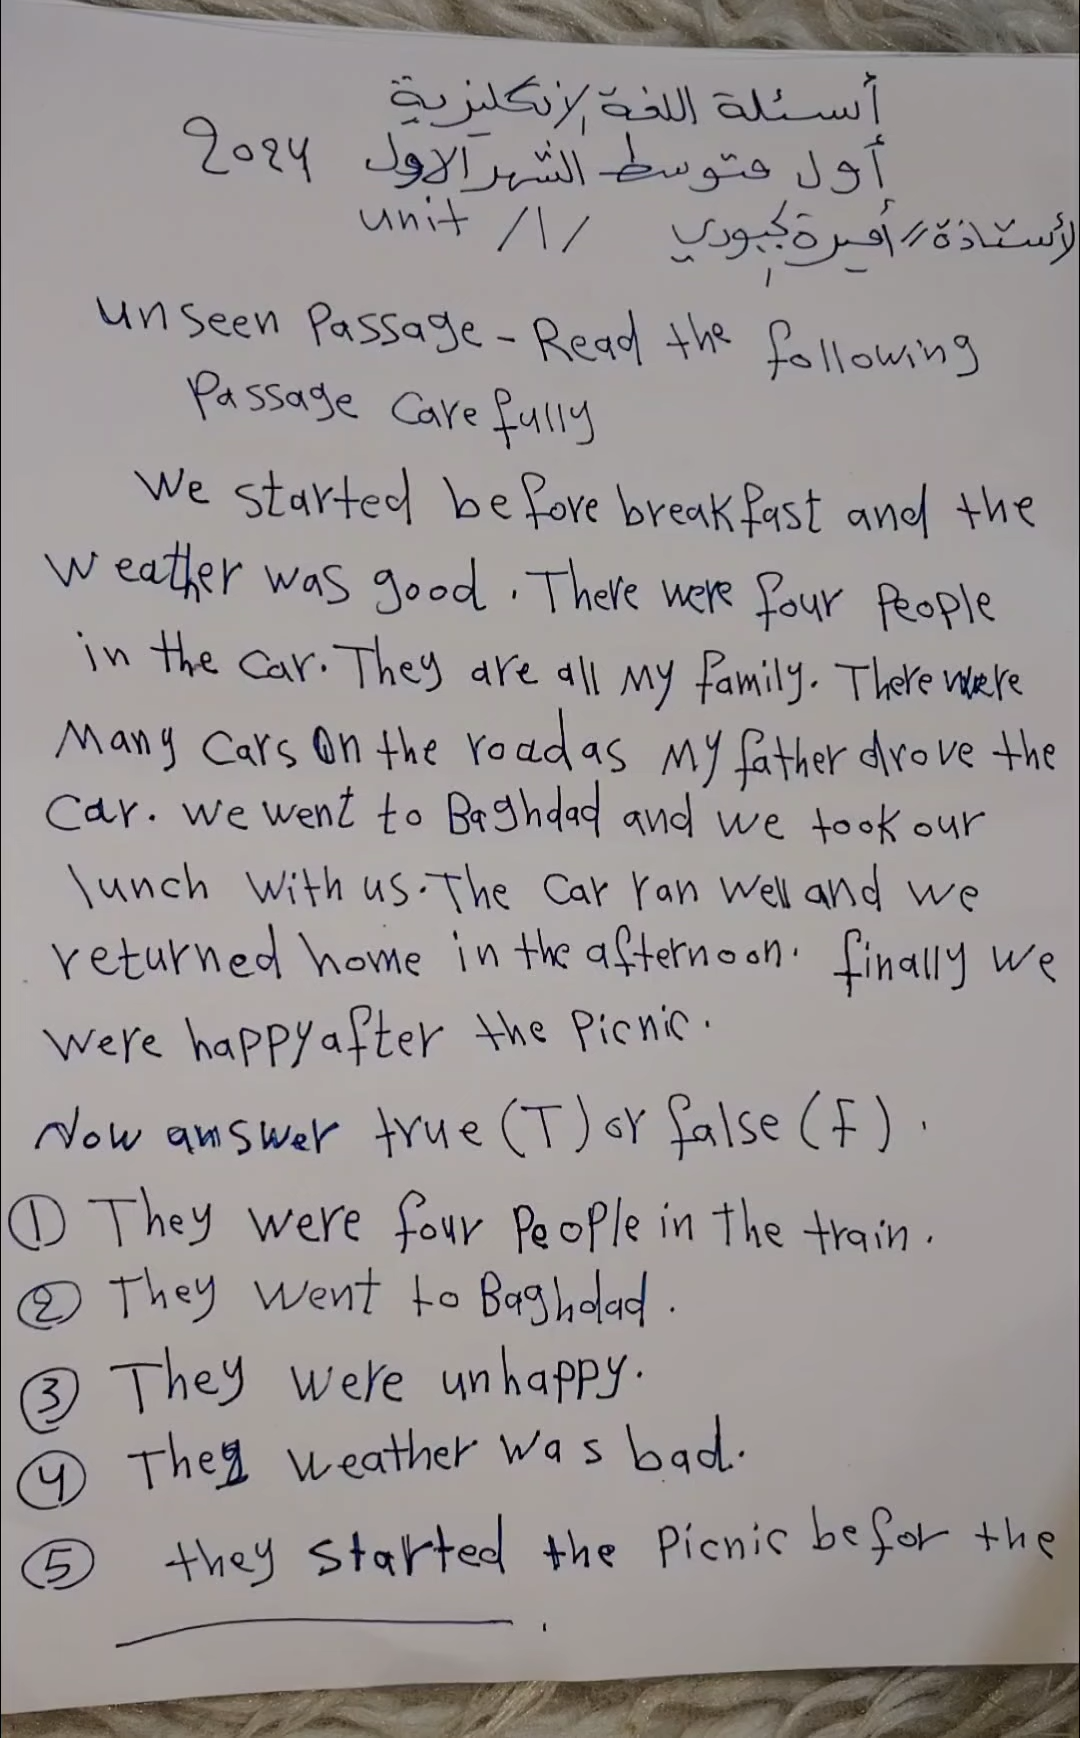 أسئلة اللغة الإنكليزية
أول متوسط الشهر الاول 2024
الأستاذة // أميرة unit /1/
unseen Passage - Read the following
Passage Carefully
We started before breakfast and the
weather was good. There were four People
in the car. They are all My family. There were
Many Cars On the road as My father drove the
Car. we went to Baghdad and we took our
lunch with us. The Car ran well and we
returned home in the afternoon. finally we
were happy after the Picnic.
Now answer true (T) or false (F).
① They were four People in the train.
② They went to Baghdad.
③ They were unhappy.
④ The weather was bad.
⑤ they started the Picnic befor the
________ .